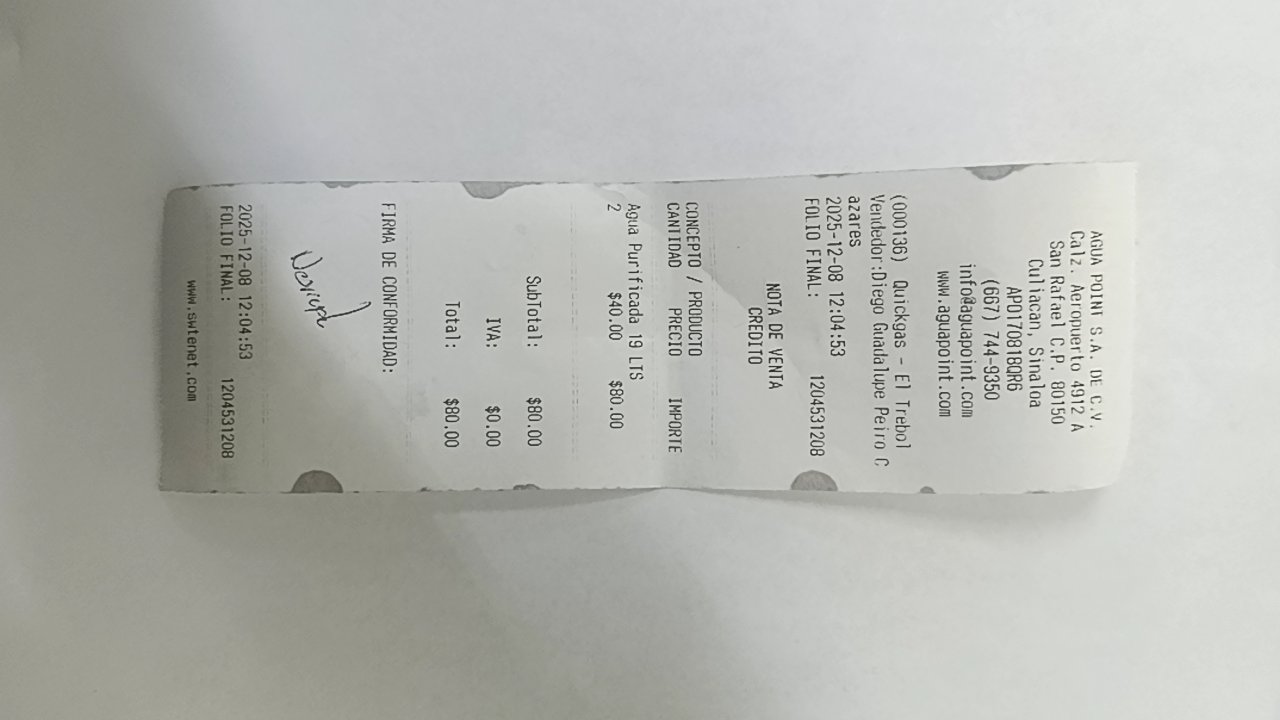 AGUA POINT S.A. DE C.V.
Calz. Aeropuerto 4912 A
San Rafael C.P. 80150
Culiacan, Sinaloa
APO170818QR6
(667) 744-9350
info@aguapoint.com
www.aguapoint.com
(000136) Quickgas - El Trebol
Vendedor:Diego Guadalupe Peiro C
azares
2025-12-08 12:04:53
FOLIO FINAL: 1204531208
NOTA DE VENTA
CREDITO
CONCEPTO / PRODUCTO
CANTIDAD PRECIO IMPORTE
Agua Purificada 19 LTS
2 $40.00 $80.00
SubTotal: $80.00
IVA: $0.00
Total: $80.00
FIRMA DE CONFORMIDAD:
2025-12-08 12:04:53
FOLIO FINAL: 1204531208
www.swtenet.com